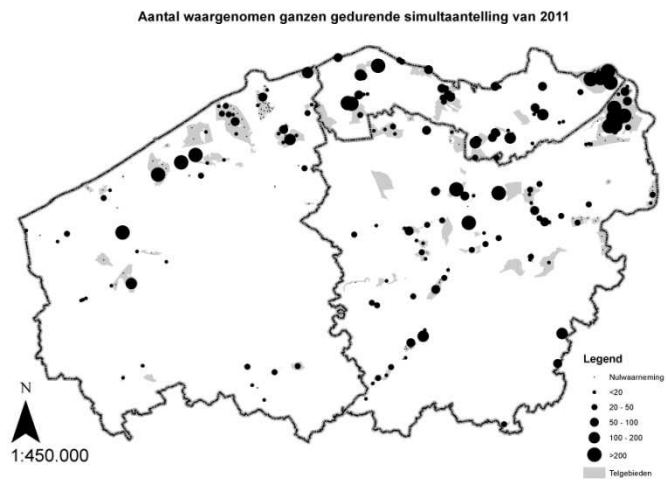 Aantal waargenomen ganzen gedurende simultaantelling van 2011
N
1:450.000
Legend
Nulwaarneming
<20
20 - 50
50 - 100
100 - 200
>200
Telgebieden